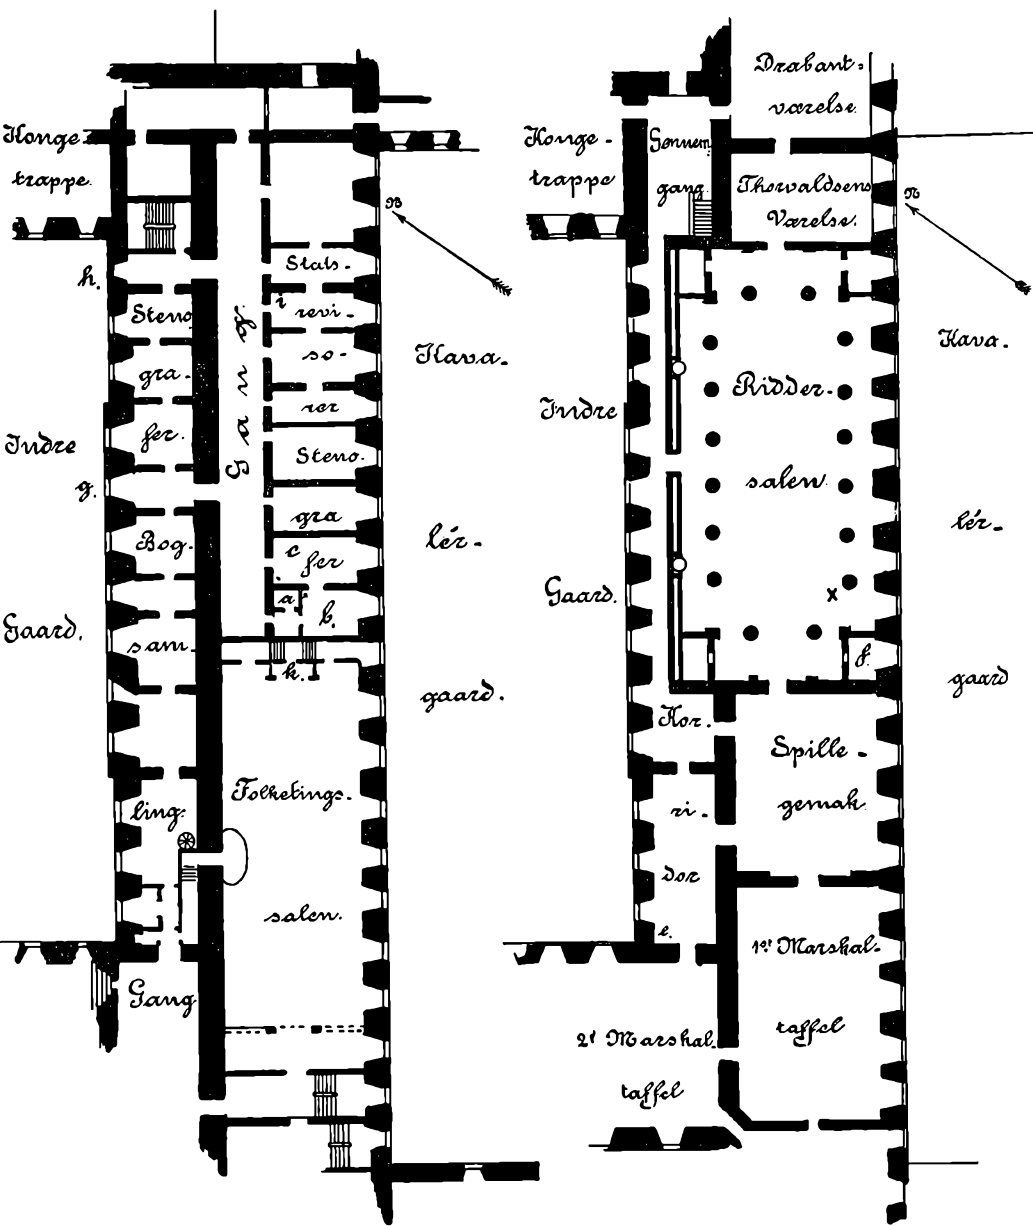 Konge-
trappe.
h.
Steno
gra-
fer.
Indre
g.
Bog-
Gaard.
sam-
ling.
Gang
Gang
Stats-
i
revi-
so-
rer
Steno-
gra
c
fer
a
b.
k.
Folketings-
salen.
Kava-
lér-
gaard.
Konge-
trappe
Gennem
gang.
Drabant-
værelse.
Thorvaldsens
Værelse.
N
Indre
Gaard.
Ridder-
salen
x
f.
Kor-
ri-
dor
e.
Spille-
gemak.
1ste Marshal-
taffel
2t Marshal-
taffel
Kava-
lér-
gaard